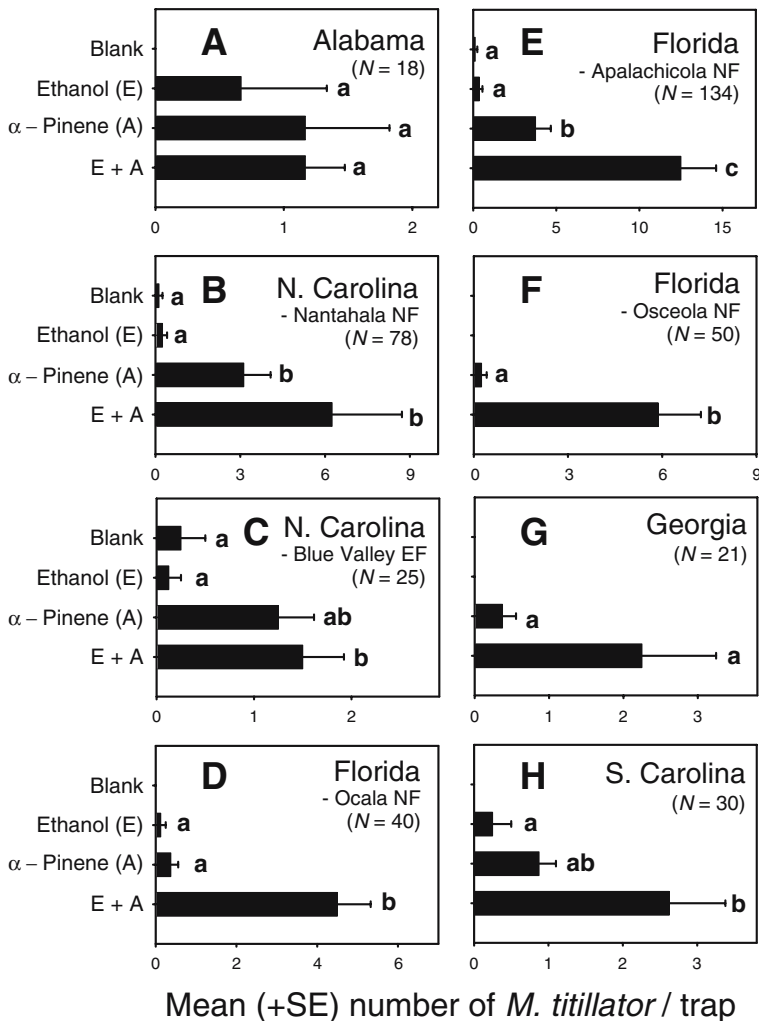 A
Alabama
(N = 18)
Blank
Ethanol (E)
α – Pinene (A)
E + A
a
a
a
0 1 2
E
Florida
- Apalachicola NF
(N = 134)
a
a
b
c
0 5 10 15
B
N. Carolina
- Nantahala NF
(N = 78)
Blank
Ethanol (E)
α – Pinene (A)
E + A
a
a
b
b
0 3 6 9
F
Florida
- Osceola NF
(N = 50)
a
b
0 3 6 9
C
N. Carolina
- Blue Valley EF
(N = 25)
Blank
Ethanol (E)
α – Pinene (A)
E + A
a
a
ab
b
0 1 2
G
Georgia
(N = 21)
a
a
0 1 2 3
D
Florida
- Ocala NF
(N = 40)
Blank
Ethanol (E)
α – Pinene (A)
E + A
a
a
b
0 2 4 6
H
S. Carolina
(N = 30)
a
ab
b
0 1 2 3
Mean (+SE) number of M. titillator / trap